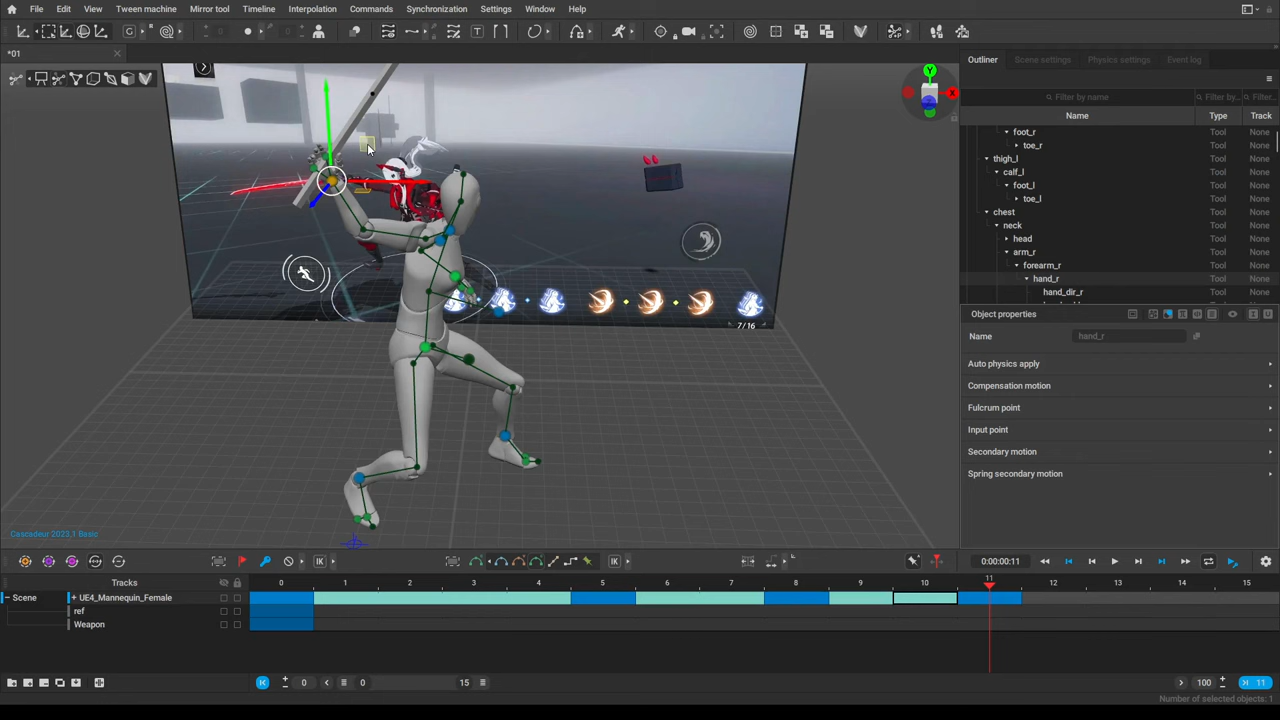 File Edit View Tween machine Mirror tool Timeline Interpolation Commands Synchronization Settings Window Help
*01
Outliner Scene settings Physics settings Event log
Filter by name Filter by... Filter...
Name Type Track
foot_r Tool None
toe_r Tool None
thigh_l Tool None
calf_l Tool None
foot_l Tool None
toe_l Tool None
chest Tool None
neck Tool None
head Tool None
arm_r Tool None
forearm_r Tool None
hand_r Tool None
hand_dir_r Tool None
Object properties
Name hand_r
Auto physics apply
Compensation motion
Fulcrum point
Input point
Secondary motion
Spring secondary motion
Y
X
7/16
Cascadeur 2023.1 Basic
0:00:00:11
Tracks 0 1 2 3 4 5 6 7 8 9 10 11 12 13 14 15
Scene + UE4_Mannequin_Female
ref
Weapon
0 0 15 100 11
Number of selected objects: 1